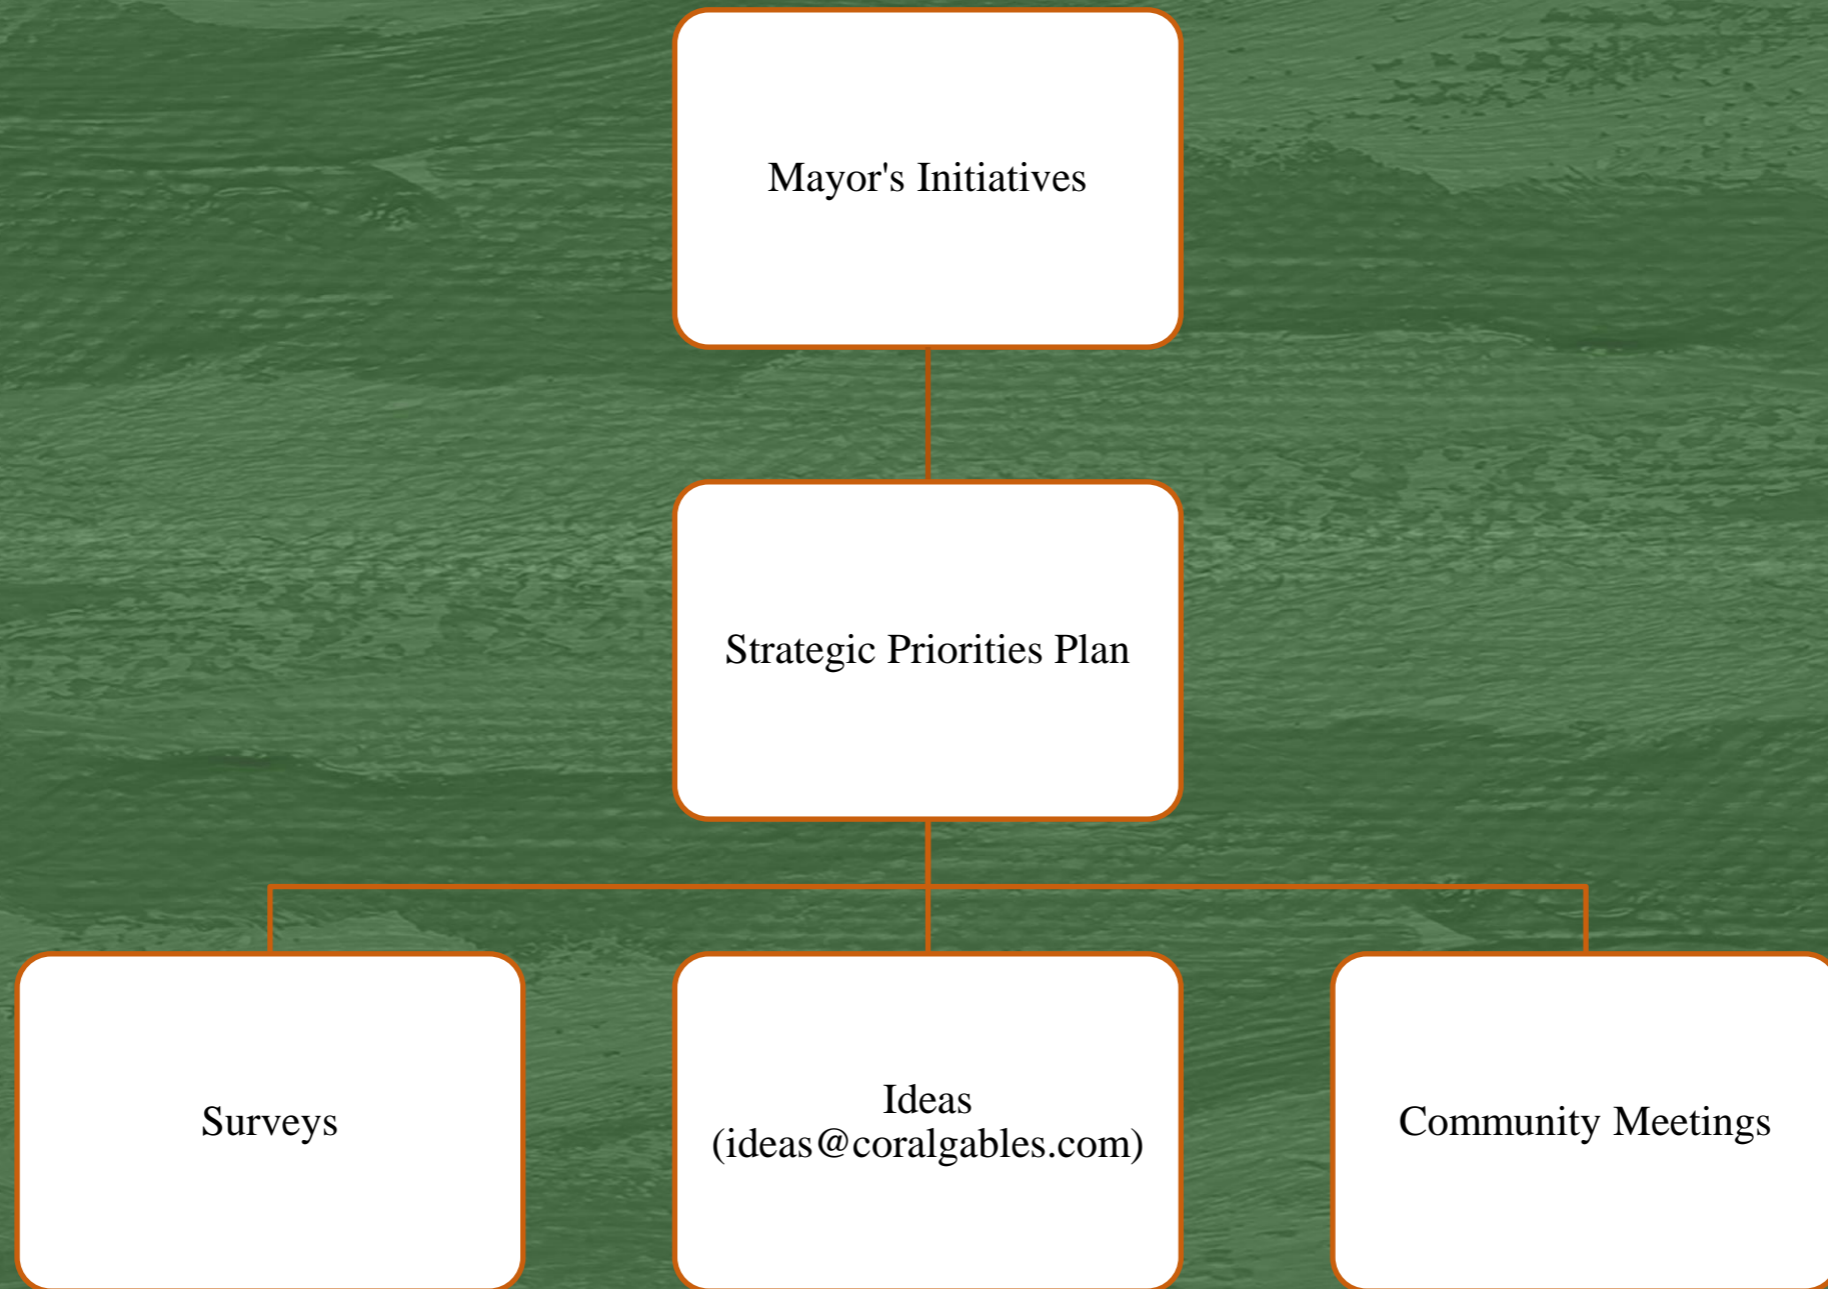 Mayor's Initiatives
Strategic Priorities Plan
Surveys
Ideas
(ideas@coralgables.com)
Community Meetings